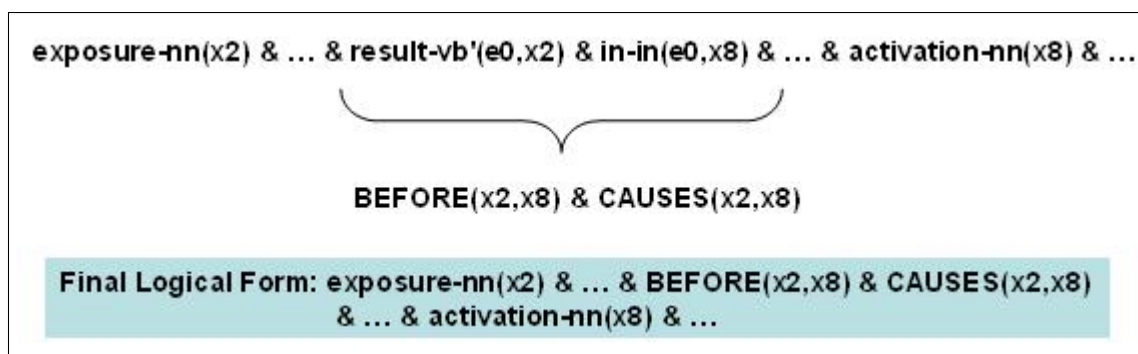 exposure-nn(x2) & ... & result-vb'(e0,x2) & in-in(e0,x8) & ... & activation-nn(x8) & ...
BEFORE(x2,x8) & CAUSES(x2,x8)
Final Logical Form: exposure-nn(x2) & ... & BEFORE(x2,x8) & CAUSES(x2,x8)
& ... & activation-nn(x8) & ...